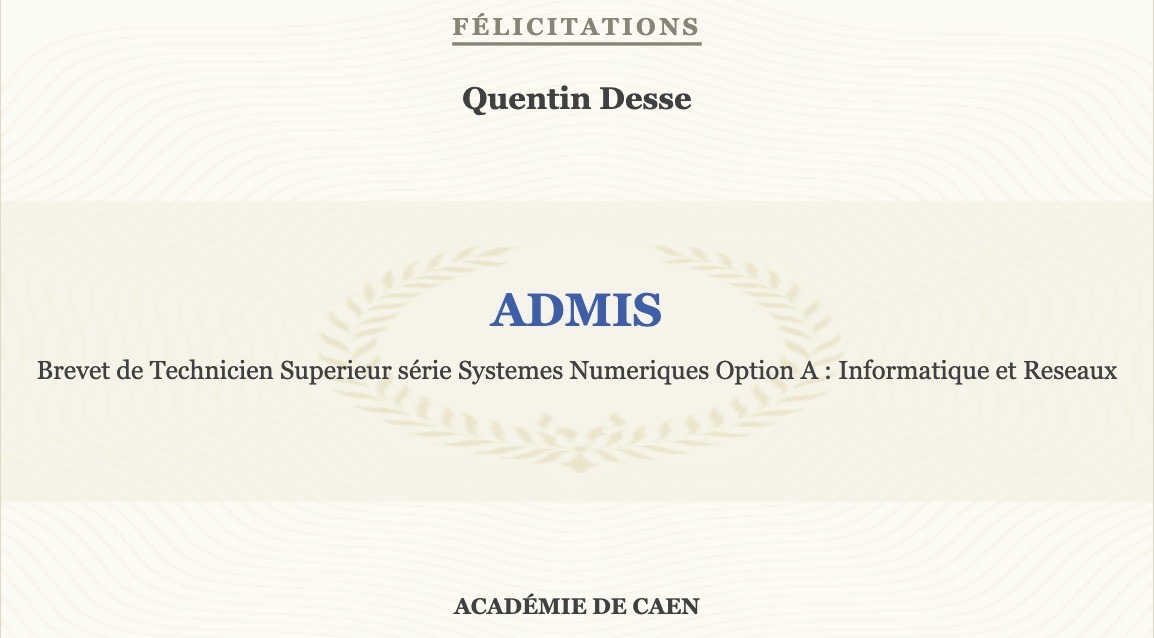 FÉLICITATIONS
Quentin Desse
ADMIS
Brevet de Technicien Superieur série Systemes Numeriques Option A : Informatique et Reseaux
ACADÉMIE DE CAEN